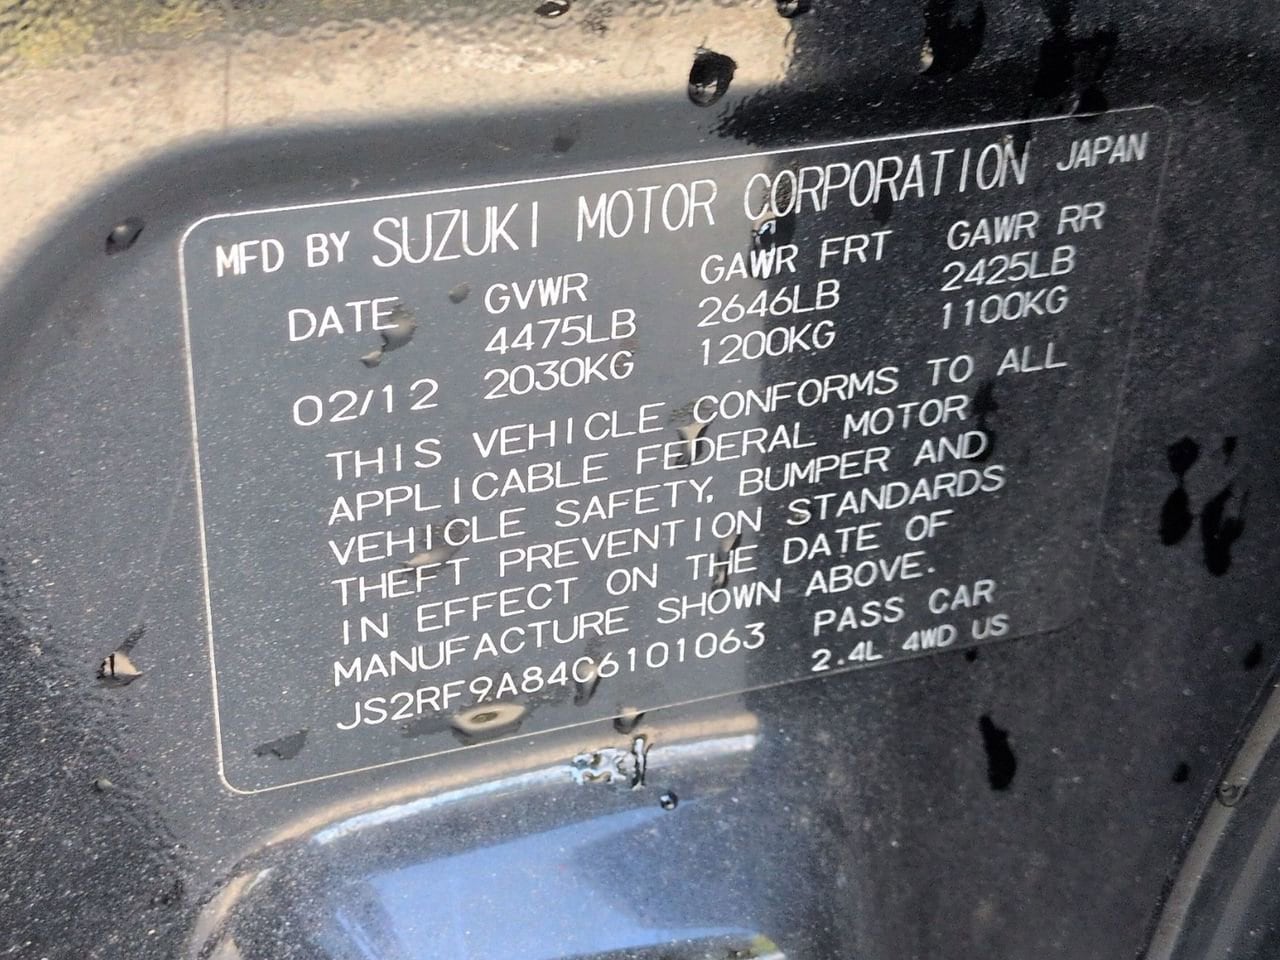 MFD BY SUZUKI MOTOR CORPORATION JAPAN
DATE GVWR GAWR FRT GAWR RR
4475LB 2646LB 2425LB
02/12 2030KG 1200KG 1100KG
THIS VEHICLE CONFORMS TO ALL
APPLICABLE FEDERAL MOTOR
VEHICLE SAFETY, BUMPER AND
THEFT PREVENTION STANDARDS
IN EFFECT ON THE DATE OF
MANUFACTURE SHOWN ABOVE.
JS2RF9A84C6101063 PASS CAR
2.4L 4WD US